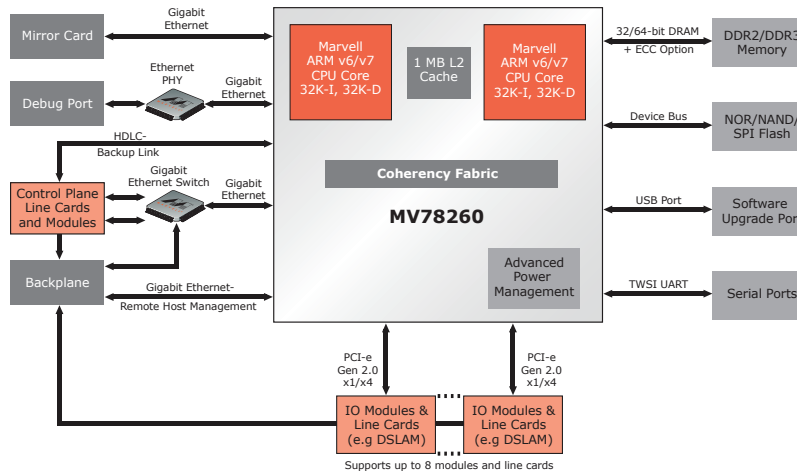 Gigabit
Ethernet
Mirror Card
Ethernet
PHY
Gigabit
Ethernet
Debug Port
HDLC-
Backup Link
Gigabit
Ethernet Switch
Gigabit
Ethernet
Control Plane
Line Cards
and Modules
Backplane
Gigabit Ethernet-
Remote Host Management
Marvell
ARM v6/v7
CPU Core
32K-I, 32K-D
1 MB L2
Cache
Marvell
ARM v6/v7
CPU Core
32K-I, 32K-D
Coherency Fabric
MV78260
Advanced
Power
Management
32/64-bit DRAM
+ ECC Option
DDR2/DDR3
Memory
Device Bus
NOR/NAND/
SPI Flash
USB Port
Software
Upgrade Port
TWSI UART
Serial Ports
PCI-e
Gen 2.0
x1/x4
PCI-e
Gen 2.0
x1/x4
IO Modules &
Line Cards
(e.g DSLAM)
IO Modules &
Line Cards
(e.g DSLAM)
Supports up to 8 modules and line cards